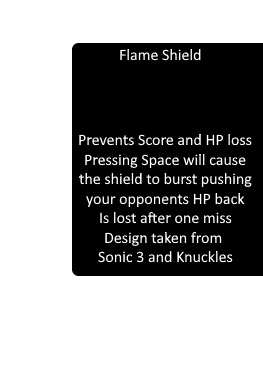 Flame Shield
Prevents Score and HP loss
Pressing Space will cause
the shield to burst pushing
your opponents HP back
Is lost after one miss
Design taken from
Sonic 3 and Knuckles